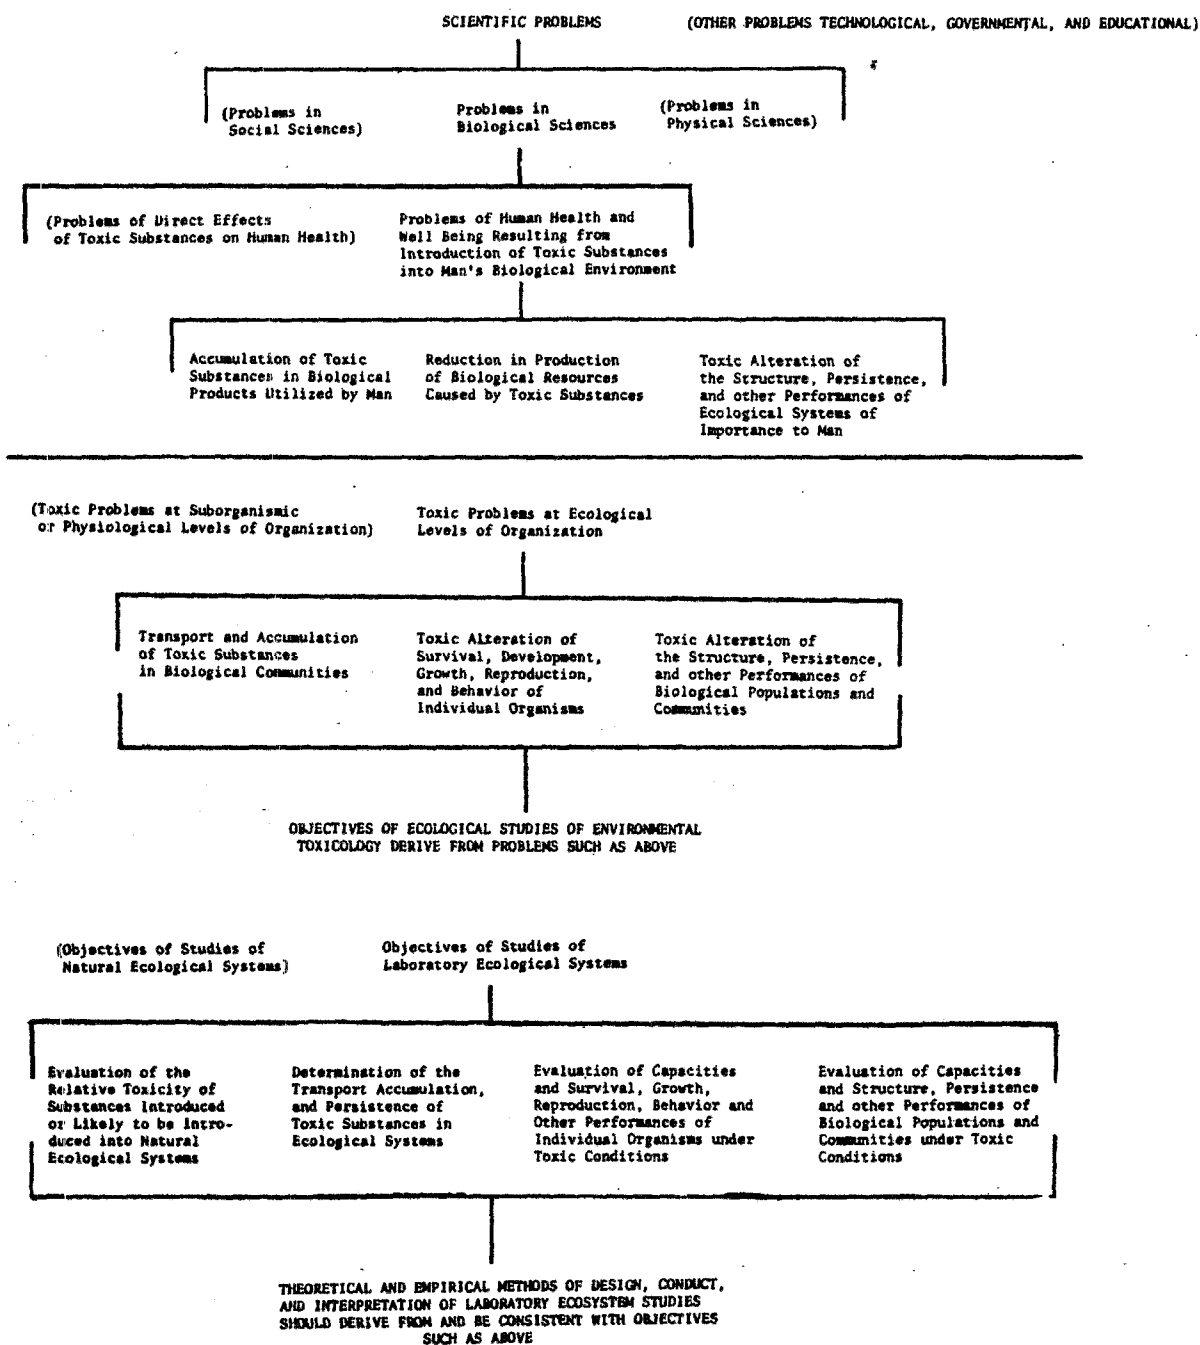 SCIENTIFIC PROBLEMS (OTHER PROBLEMS TECHNOLOGICAL, GOVERNMENTAL, AND EDUCATIONAL)
(Problems in
Social Sciences)
Problems in
Biological Sciences
(Problems in
Physical Sciences)
(Problems of Direct Effects
of Toxic Substances on Human Health)
Problems of Human Health and
Well Being Resulting from
Introduction of Toxic Substances
into Man's Biological Environment
Accumulation of Toxic
Substances in Biological
Products Utilized by Man
Reduction in Production
of Biological Resources
Caused by Toxic Substances
Toxic Alteration of
the Structure, Persistence,
and other Performances of
Ecological Systems of
Importance to Man
(Toxic Problems at Suborganismic
or Physiological Levels of Organization)
Toxic Problems at Ecological
Levels of Organization
Transport and Accumulation
of Toxic Substances
in Biological Communities
Toxic Alteration of
Survival, Development,
Growth, Reproduction,
and Behavior of
Individual Organisms
Toxic Alteration of
the Structure, Persistence,
and other Performances of
Biological Populations and
Communities
OBJECTIVES OF ECOLOGICAL STUDIES OF ENVIRONMENTAL
TOXICOLOGY DERIVE FROM PROBLEMS SUCH AS ABOVE
(Objectives of Studies of
Natural Ecological Systems)
Objectives of Studies of
Laboratory Ecological Systems
Evaluation of the
Relative Toxicity of
Substances Introduced
or Likely to be Intro-
duced into Natural
Ecological Systems
Determination of the
Transport Accumulation,
and Persistence of
Toxic Substances in
Ecological Systems
Evaluation of Capacities
and Survival, Growth,
Reproduction, Behavior and
Other Performances of
Individual Organisms under
Toxic Conditions
Evaluation of Capacities
and Structure, Persistence
and other Performances of
Biological Populations and
Communities under Toxic
Conditions
THEORETICAL AND EMPIRICAL METHODS OF DESIGN, CONDUCT,
AND INTERPRETATION OF LABORATORY ECOSYSTEM STUDIES
SHOULD DERIVE FROM AND BE CONSISTENT WITH OBJECTIVES
SUCH AS ABOVE